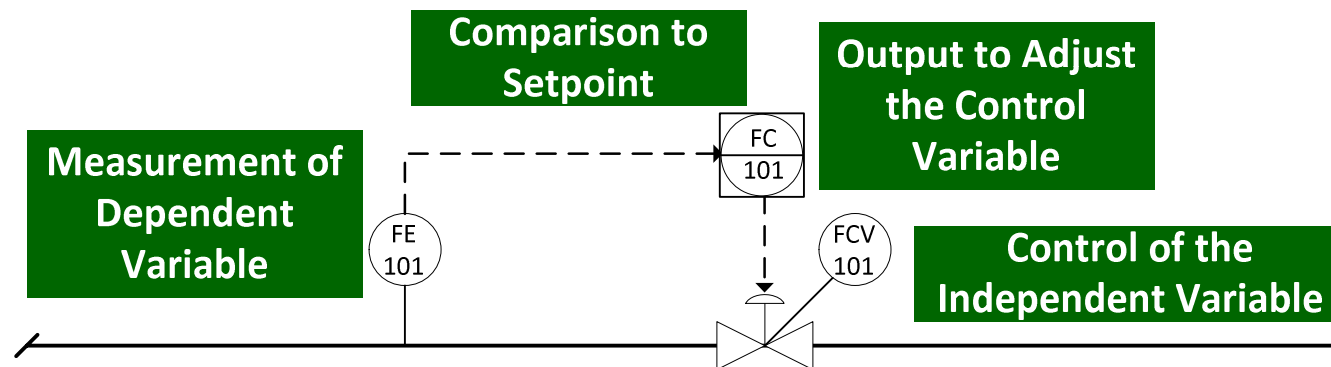 Comparison to
Setpoint
Output to Adjust
the Control
Variable
Measurement of
Dependent
Variable
FC
101
FE
101
FCV
101
Control of the
Independent Variable